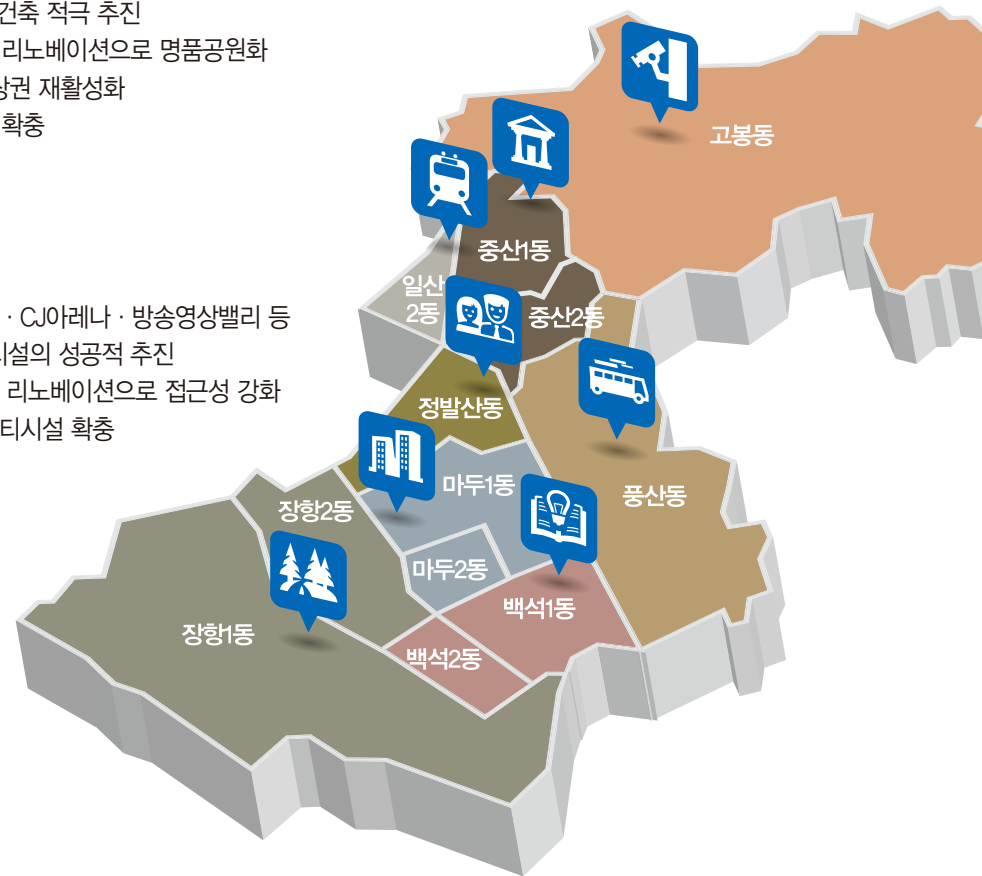 건축 적극 추진
리노베이션으로 명품공원화
상권 재활성화
확충
· CJ아레나 · 방송영상밸리 등
시설의 성공적 추진
리노베이션으로 접근성 강화
티시설 확충
고봉동
중산1동
일산
2동
중산2동
정발산동
마두1동
풍산동
장항2동
마두2동
백석1동
장항1동
백석2동